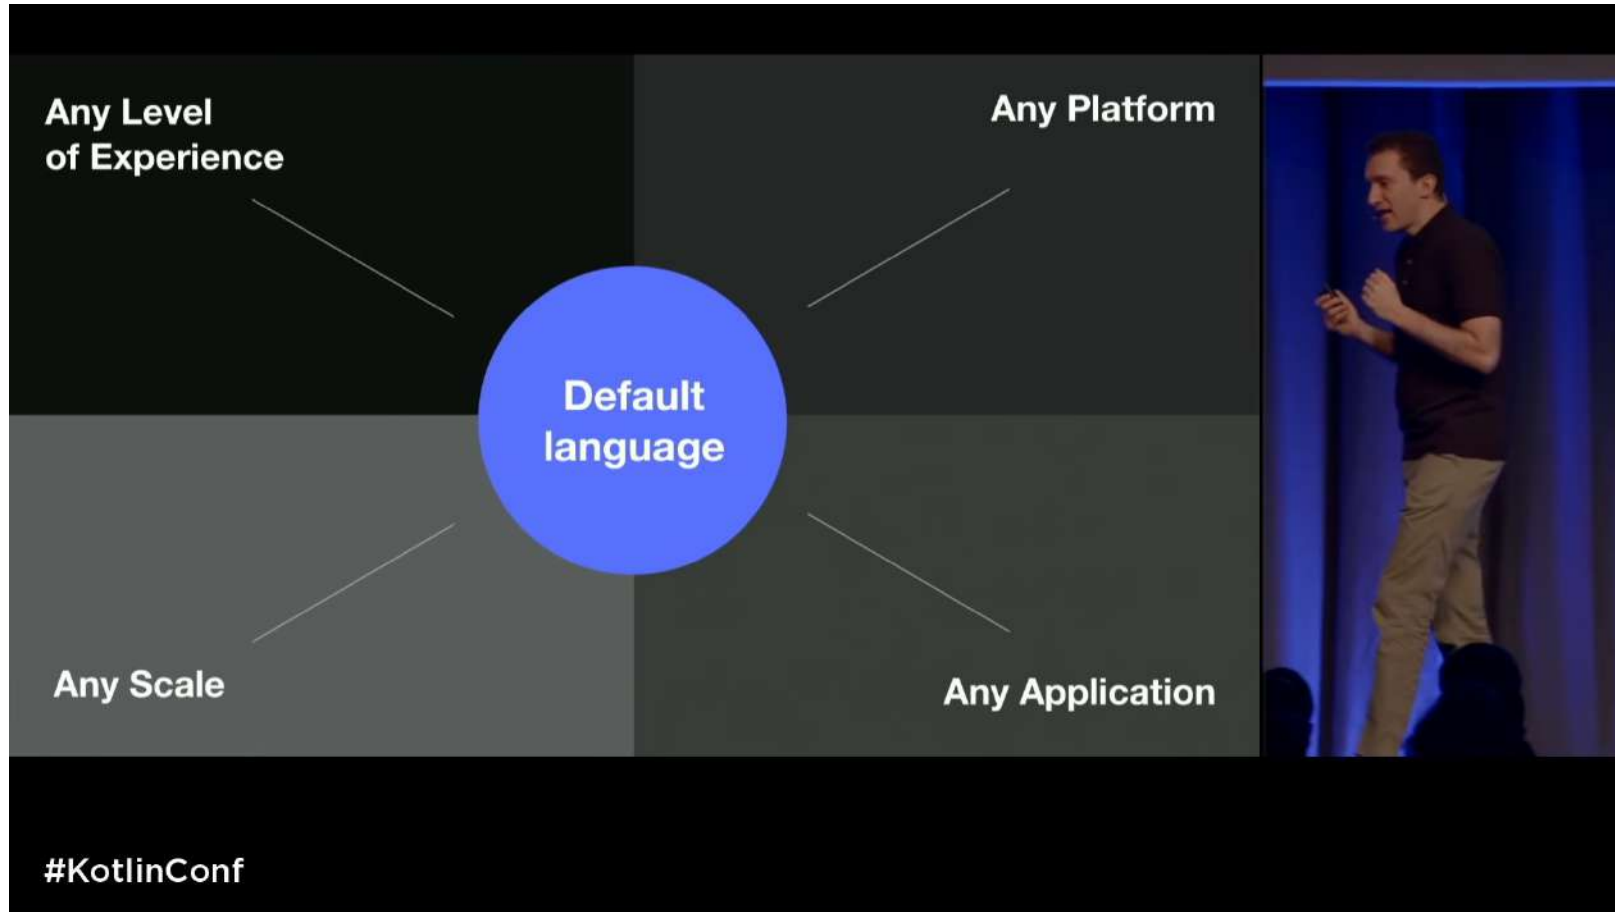 Any Level
of Experience
Any Platform
Default
language
Any Scale
Any Application
#KotlinConf